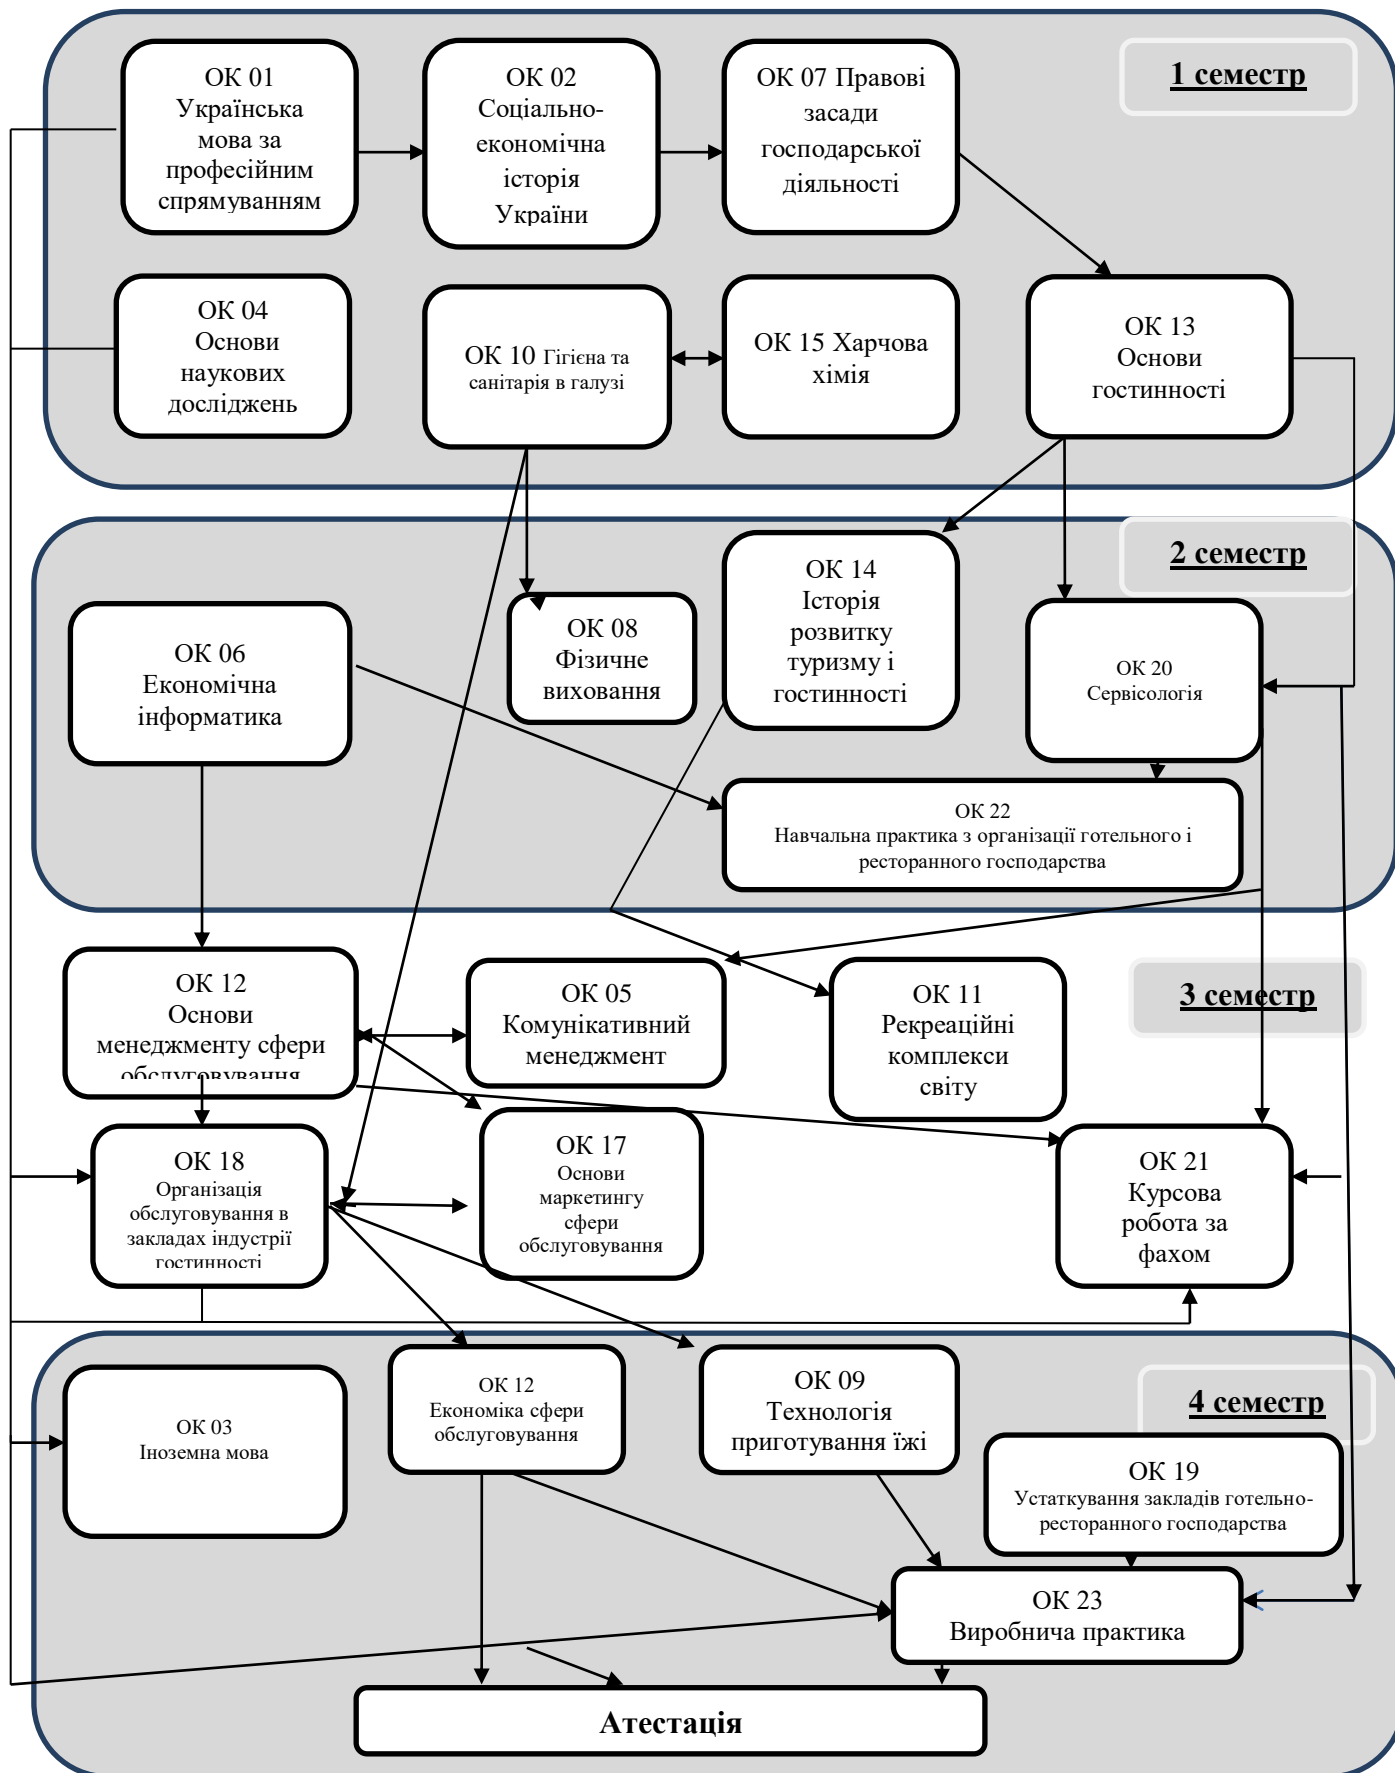 1 семестр
ОК 01
Українська
мова за
професійним
спрямуванням
ОК 02
Соціально-
економічна
історія
України
ОК 07 Правові
засади
господарської
діяльності
ОК 04
Основи
наукових
досліджень
ОК 10 Гігієна та
санітарія в галузі
ОК 15 Харчова
хімія
ОК 13
Основи
гостинності
2 семестр
ОК 06
Економічна
інформатика
ОК 08
Фізичне
виховання
ОК 14
Історія
розвитку
туризму і
гостинності
ОК 20
Сервісологія
ОК 22
Навчальна практика з організації готельного і
ресторанного господарства
3 семестр
ОК 12
Основи
менеджменту сфери
обслуговування
ОК 05
Комунікативний
менеджмент
ОК 11
Рекреаційні
комплекси
світу
ОК 18
Організація
обслуговування в
закладах індустрії
гостинності
ОК 17
Основи
маркетингу
сфери
обслуговування
ОК 21
Курсова
робота за
фахом
4 семестр
ОК 03
Іноземна мова
ОК 12
Економіка сфери
обслуговування
ОК 09
Технологія
приготування їжі
ОК 19
Устаткування закладів готельно-
ресторанного господарства
ОК 23
Виробнича практика
Атестація